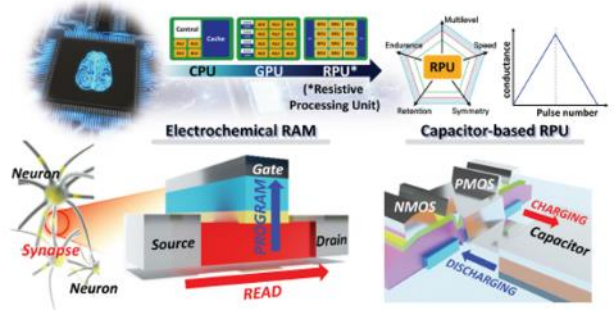 Control
Cache
CPU
GPU
RPU*
(*Resistive
Processing Unit)
Multilevel
Endurance
Speed
RPU
Retention
Symmetry
conductance
Pulse number
Electrochemical RAM
Capacitor-based RPU
Neuron
Synapse
Neuron
Gate
PROGRAM
Source
Drain
READ
NMOS
PMOS
CHARGING
Capacitor
DISCHARGING